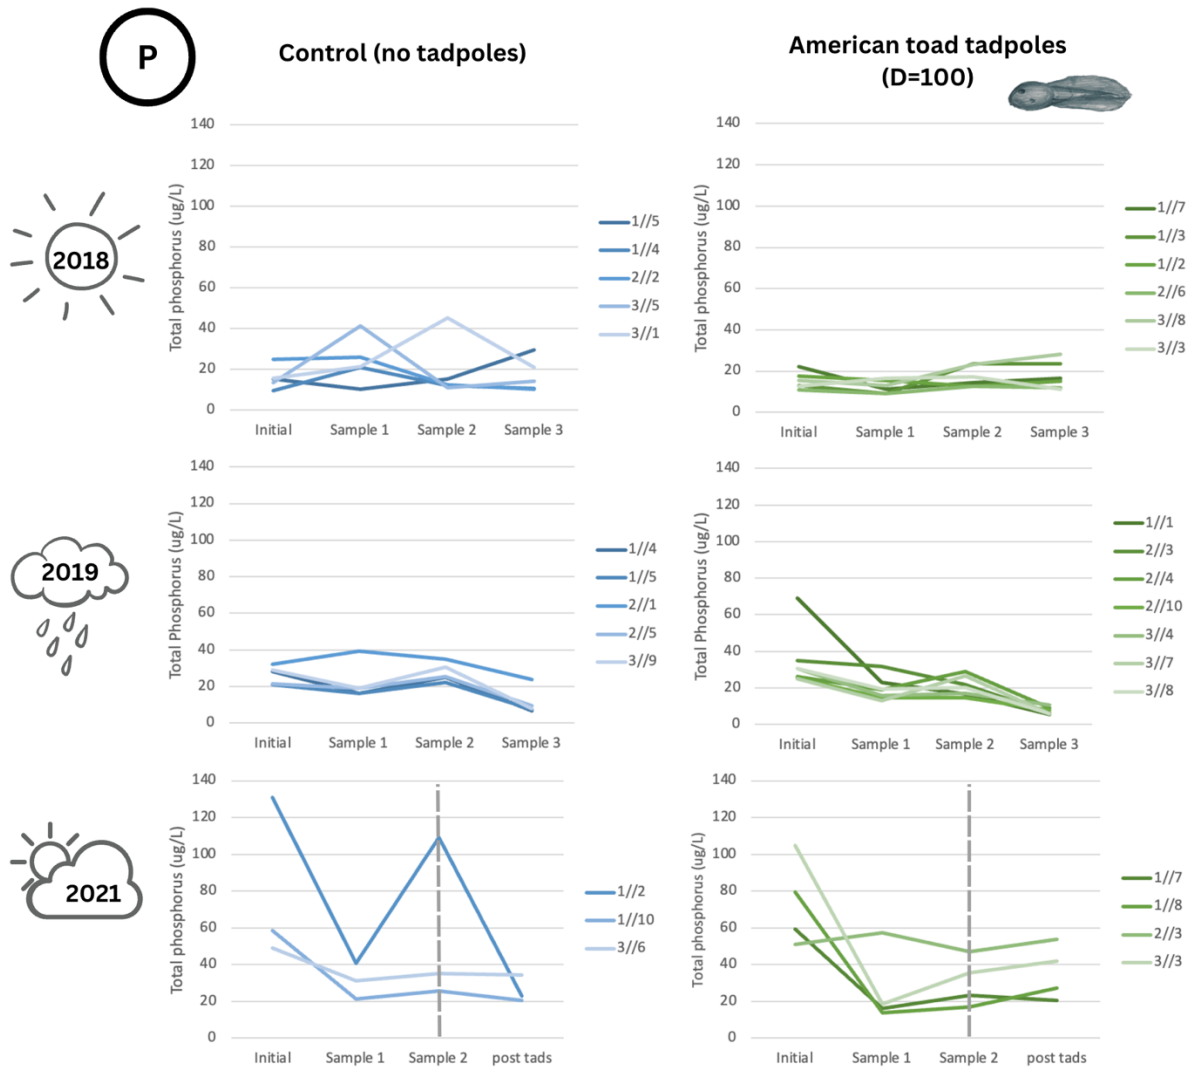 P
Control (no tadpoles)
American toad tadpoles
(D=100)
2018
Total phosphorus (ug/L)
140
120
100
80
60
40
20
0
Initial
Sample 1
Sample 2
Sample 3
1//5
1//4
2//2
3//5
3//1
Total phosphorus (ug/L)
140
120
100
80
60
40
20
0
Initial
Sample 1
Sample 2
Sample 3
1//7
1//3
1//2
2//6
3//8
3//3
2019
Total Phosphorus (ug/L)
140
120
100
80
60
40
20
0
Initial
Sample 1
Sample 2
Sample 3
1//4
1//5
2//1
2//5
3//9
Total Phosphorus (ug/L)
140
120
100
80
60
40
20
0
Initial
Sample 1
Sample 2
Sample 3
1//1
2//3
2//4
2//10
3//4
3//7
3//8
2021
Total phosphorus (ug/L)
140
120
100
80
60
40
20
0
Initial
Sample 1
Sample 2
post tads
1//2
1//10
3//6
Total phosphorus (ug/L)
140
120
100
80
60
40
20
0
Initial
Sample 1
Sample 2
post tads
1//7
1//8
2//3
3//3